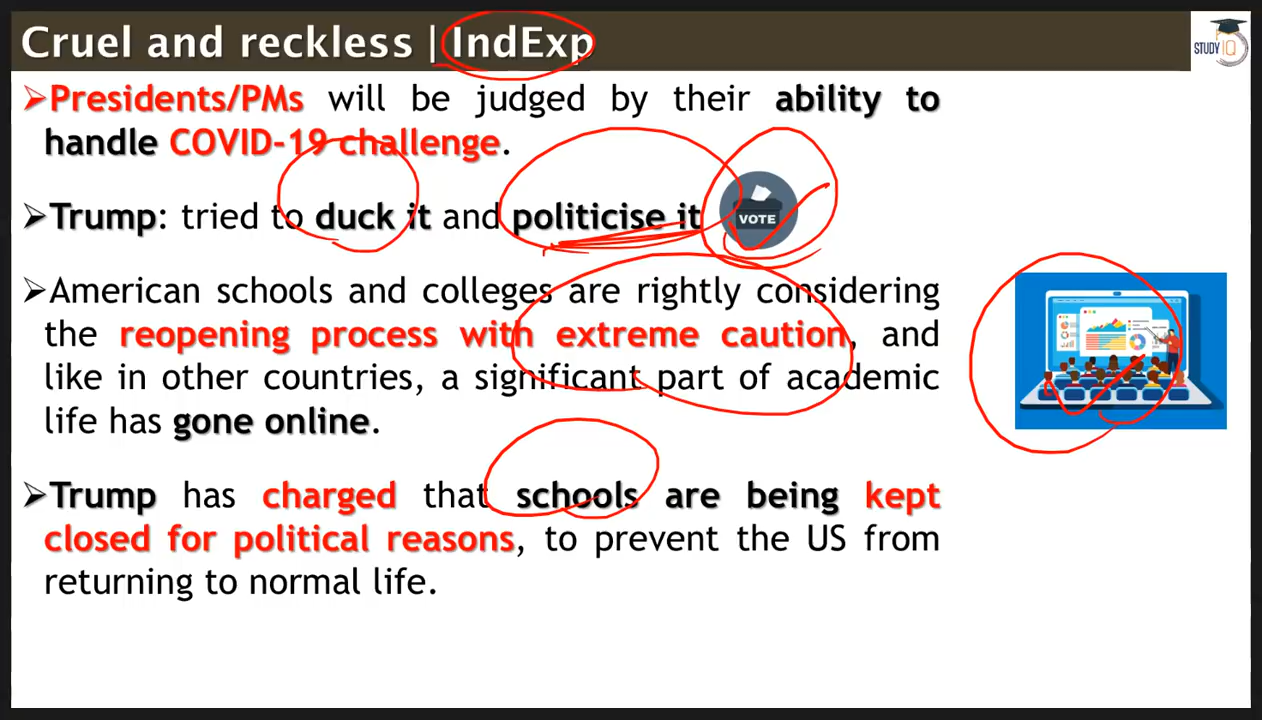 Cruel and reckless | IndExp
STUDY IQ
➢Presidents/PMs will be judged by their ability to
handle COVID-19 challenge.
➢Trump: tried to duck it and politicise it
VOTE
➢American schools and colleges are rightly considering
the reopening process with extreme caution, and
like in other countries, a significant part of academic
life has gone online.
➢Trump has charged that schools are being kept
closed for political reasons, to prevent the US from
returning to normal life.